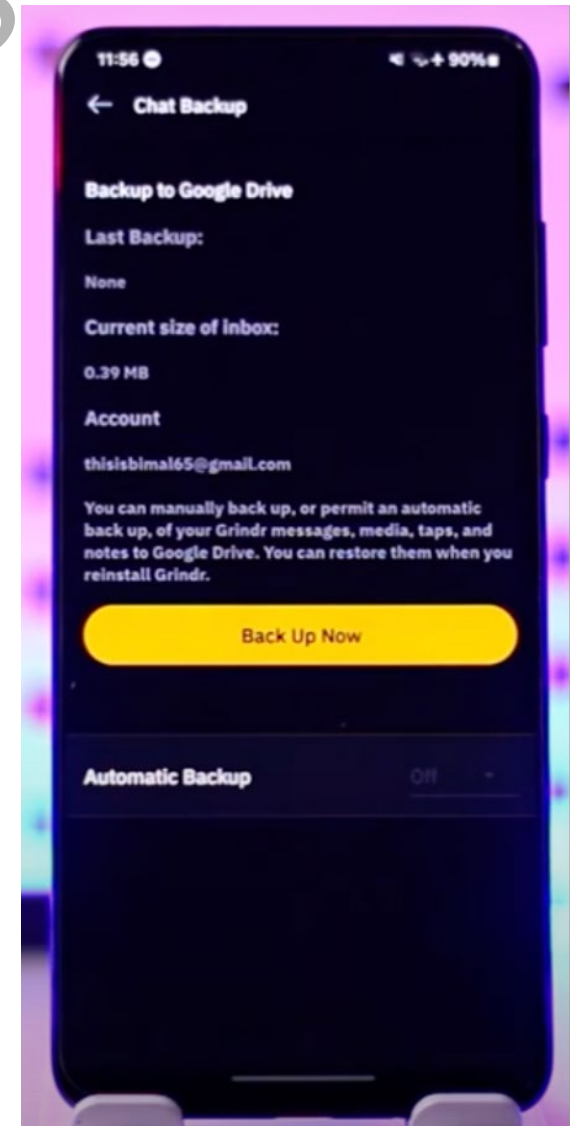 11:56
90%
Chat Backup
Backup to Google Drive
Last Backup:
None
Current size of inbox:
0.39 MB
Account
thisisbimal65@gmail.com
You can manually back up, or permit an automatic
back up, of your Grindr messages, media, taps, and
notes to Google Drive. You can restore them when you
reinstall Grindr.
Back Up Now
Automatic Backup
Off